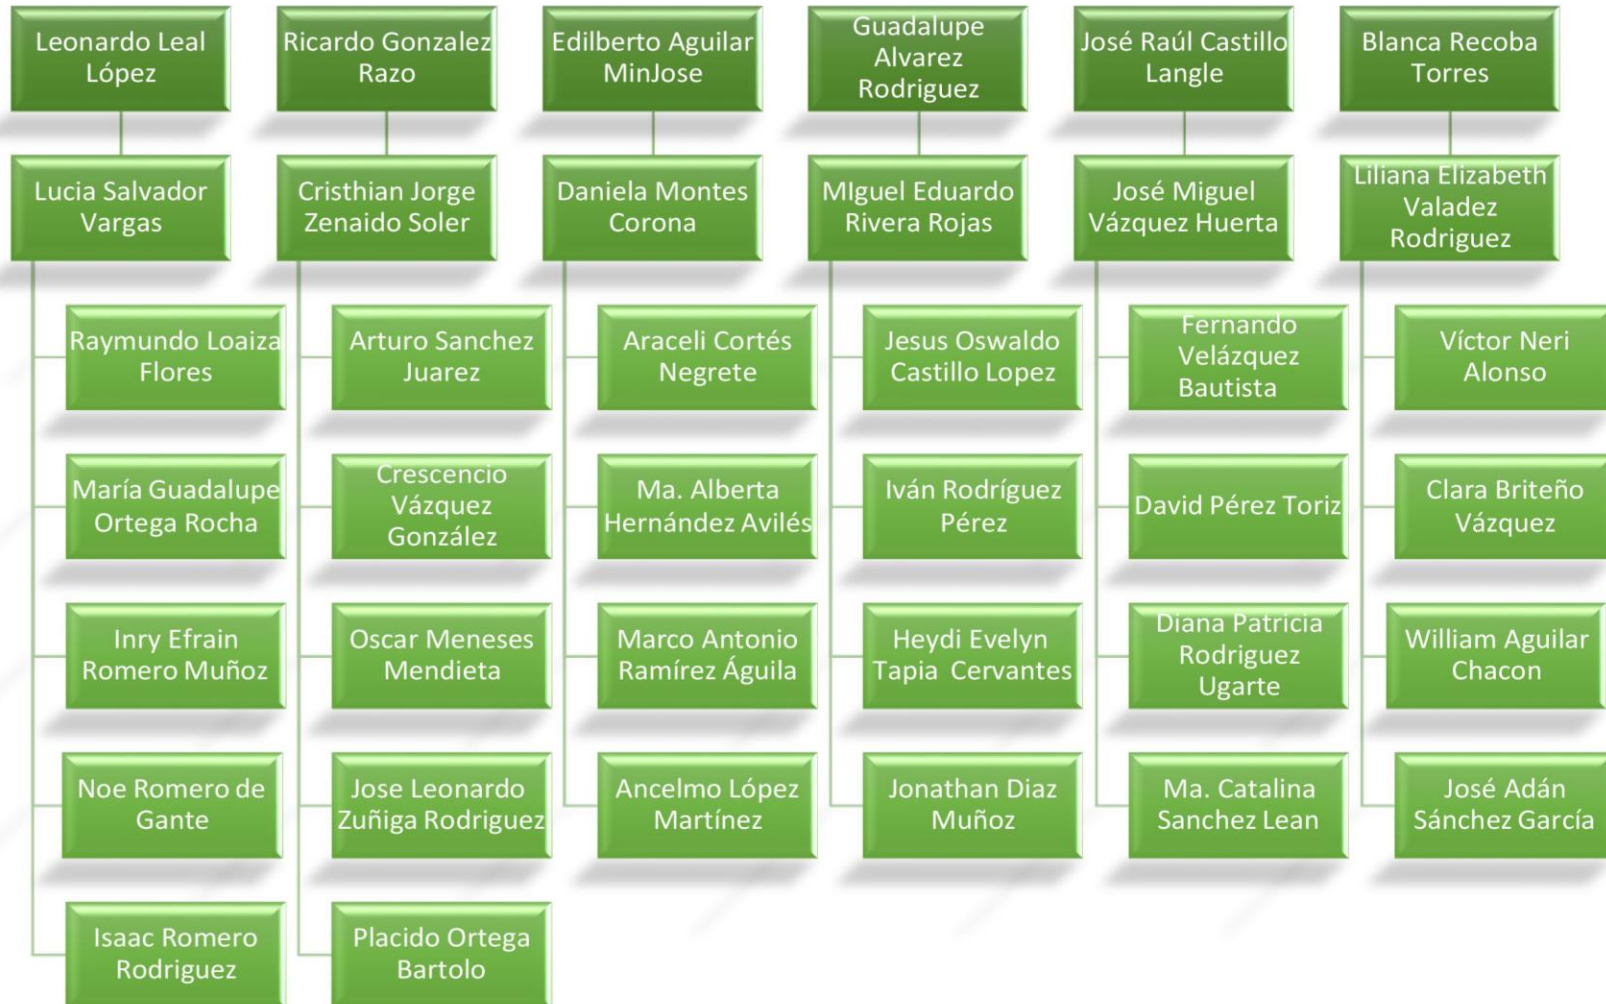 Leonardo Leal
López
Ricardo Gonzalez
Razo
Edilberto Aguilar
MinJose
Guadalupe
Alvarez
Rodriguez
José Raúl Castillo
Langle
Blanca Recoba
Torres
Lucia Salvador
Vargas
Cristhian Jorge
Zenaido Soler
Daniela Montes
Corona
MIguel Eduardo
Rivera Rojas
José Miguel
Vázquez Huerta
Liliana Elizabeth
Valadez
Rodriguez
Raymundo Loaiza
Flores
Arturo Sanchez
Juarez
Araceli Cortés
Negrete
Jesus Oswaldo
Castillo Lopez
Fernando
Velázquez
Bautista
Víctor Neri
Alonso
María Guadalupe
Ortega Rocha
Crescencio
Vázquez
González
Ma. Alberta
Hernández Avilés
Iván Rodríguez
Pérez
David Pérez Toriz
Clara Briteño
Vázquez
Inry Efrain
Romero Muñoz
Oscar Meneses
Mendieta
Marco Antonio
Ramírez Águila
Heydi Evelyn
Tapia  Cervantes
Diana Patricia
Rodriguez
Ugarte
William Aguilar
Chacon
Noe Romero de
Gante
Jose Leonardo
Zuñiga Rodriguez
Ancelmo López
Martínez
Jonathan Diaz
Muñoz
Ma. Catalina
Sanchez Lean
José Adán
Sánchez García
Isaac Romero
Rodriguez
Placido Ortega
Bartolo